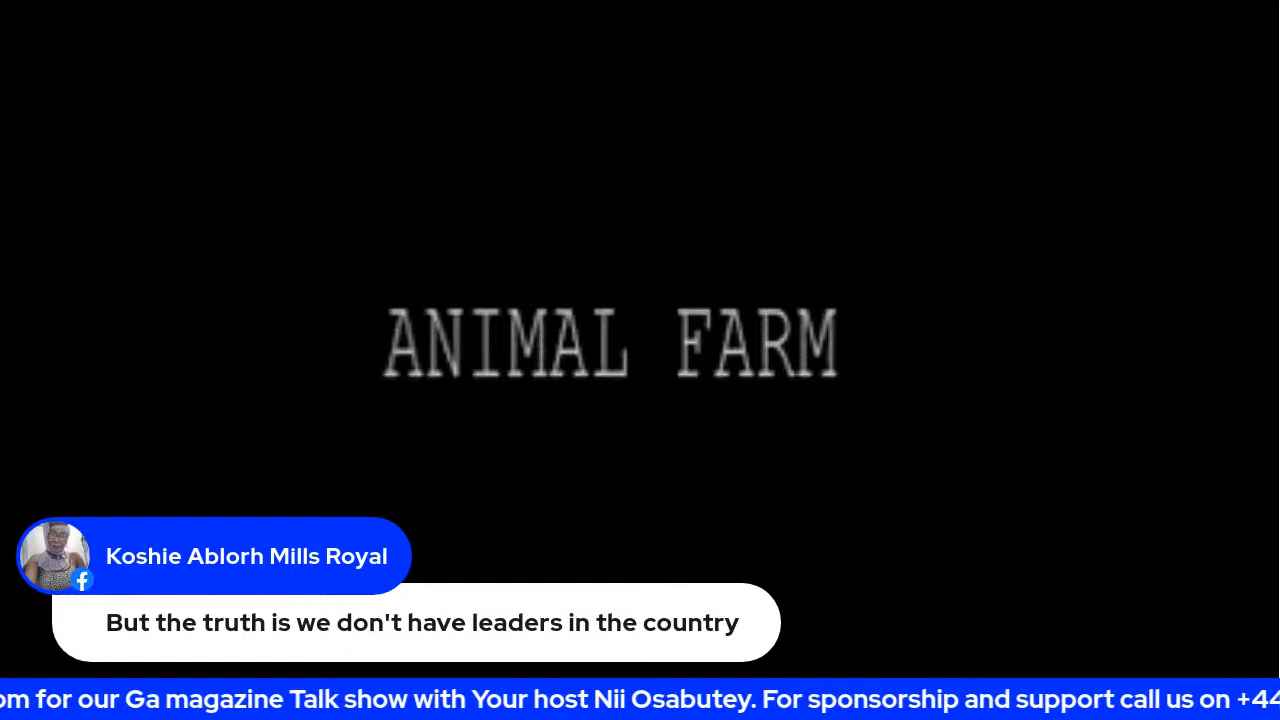 ANIMAL FARM
Koshie Ablorh Mills Royal
But the truth is we don't have leaders in the country
for our Ga magazine Talk show with Your host Nii Osabutey. For sponsorship and support call us on +44